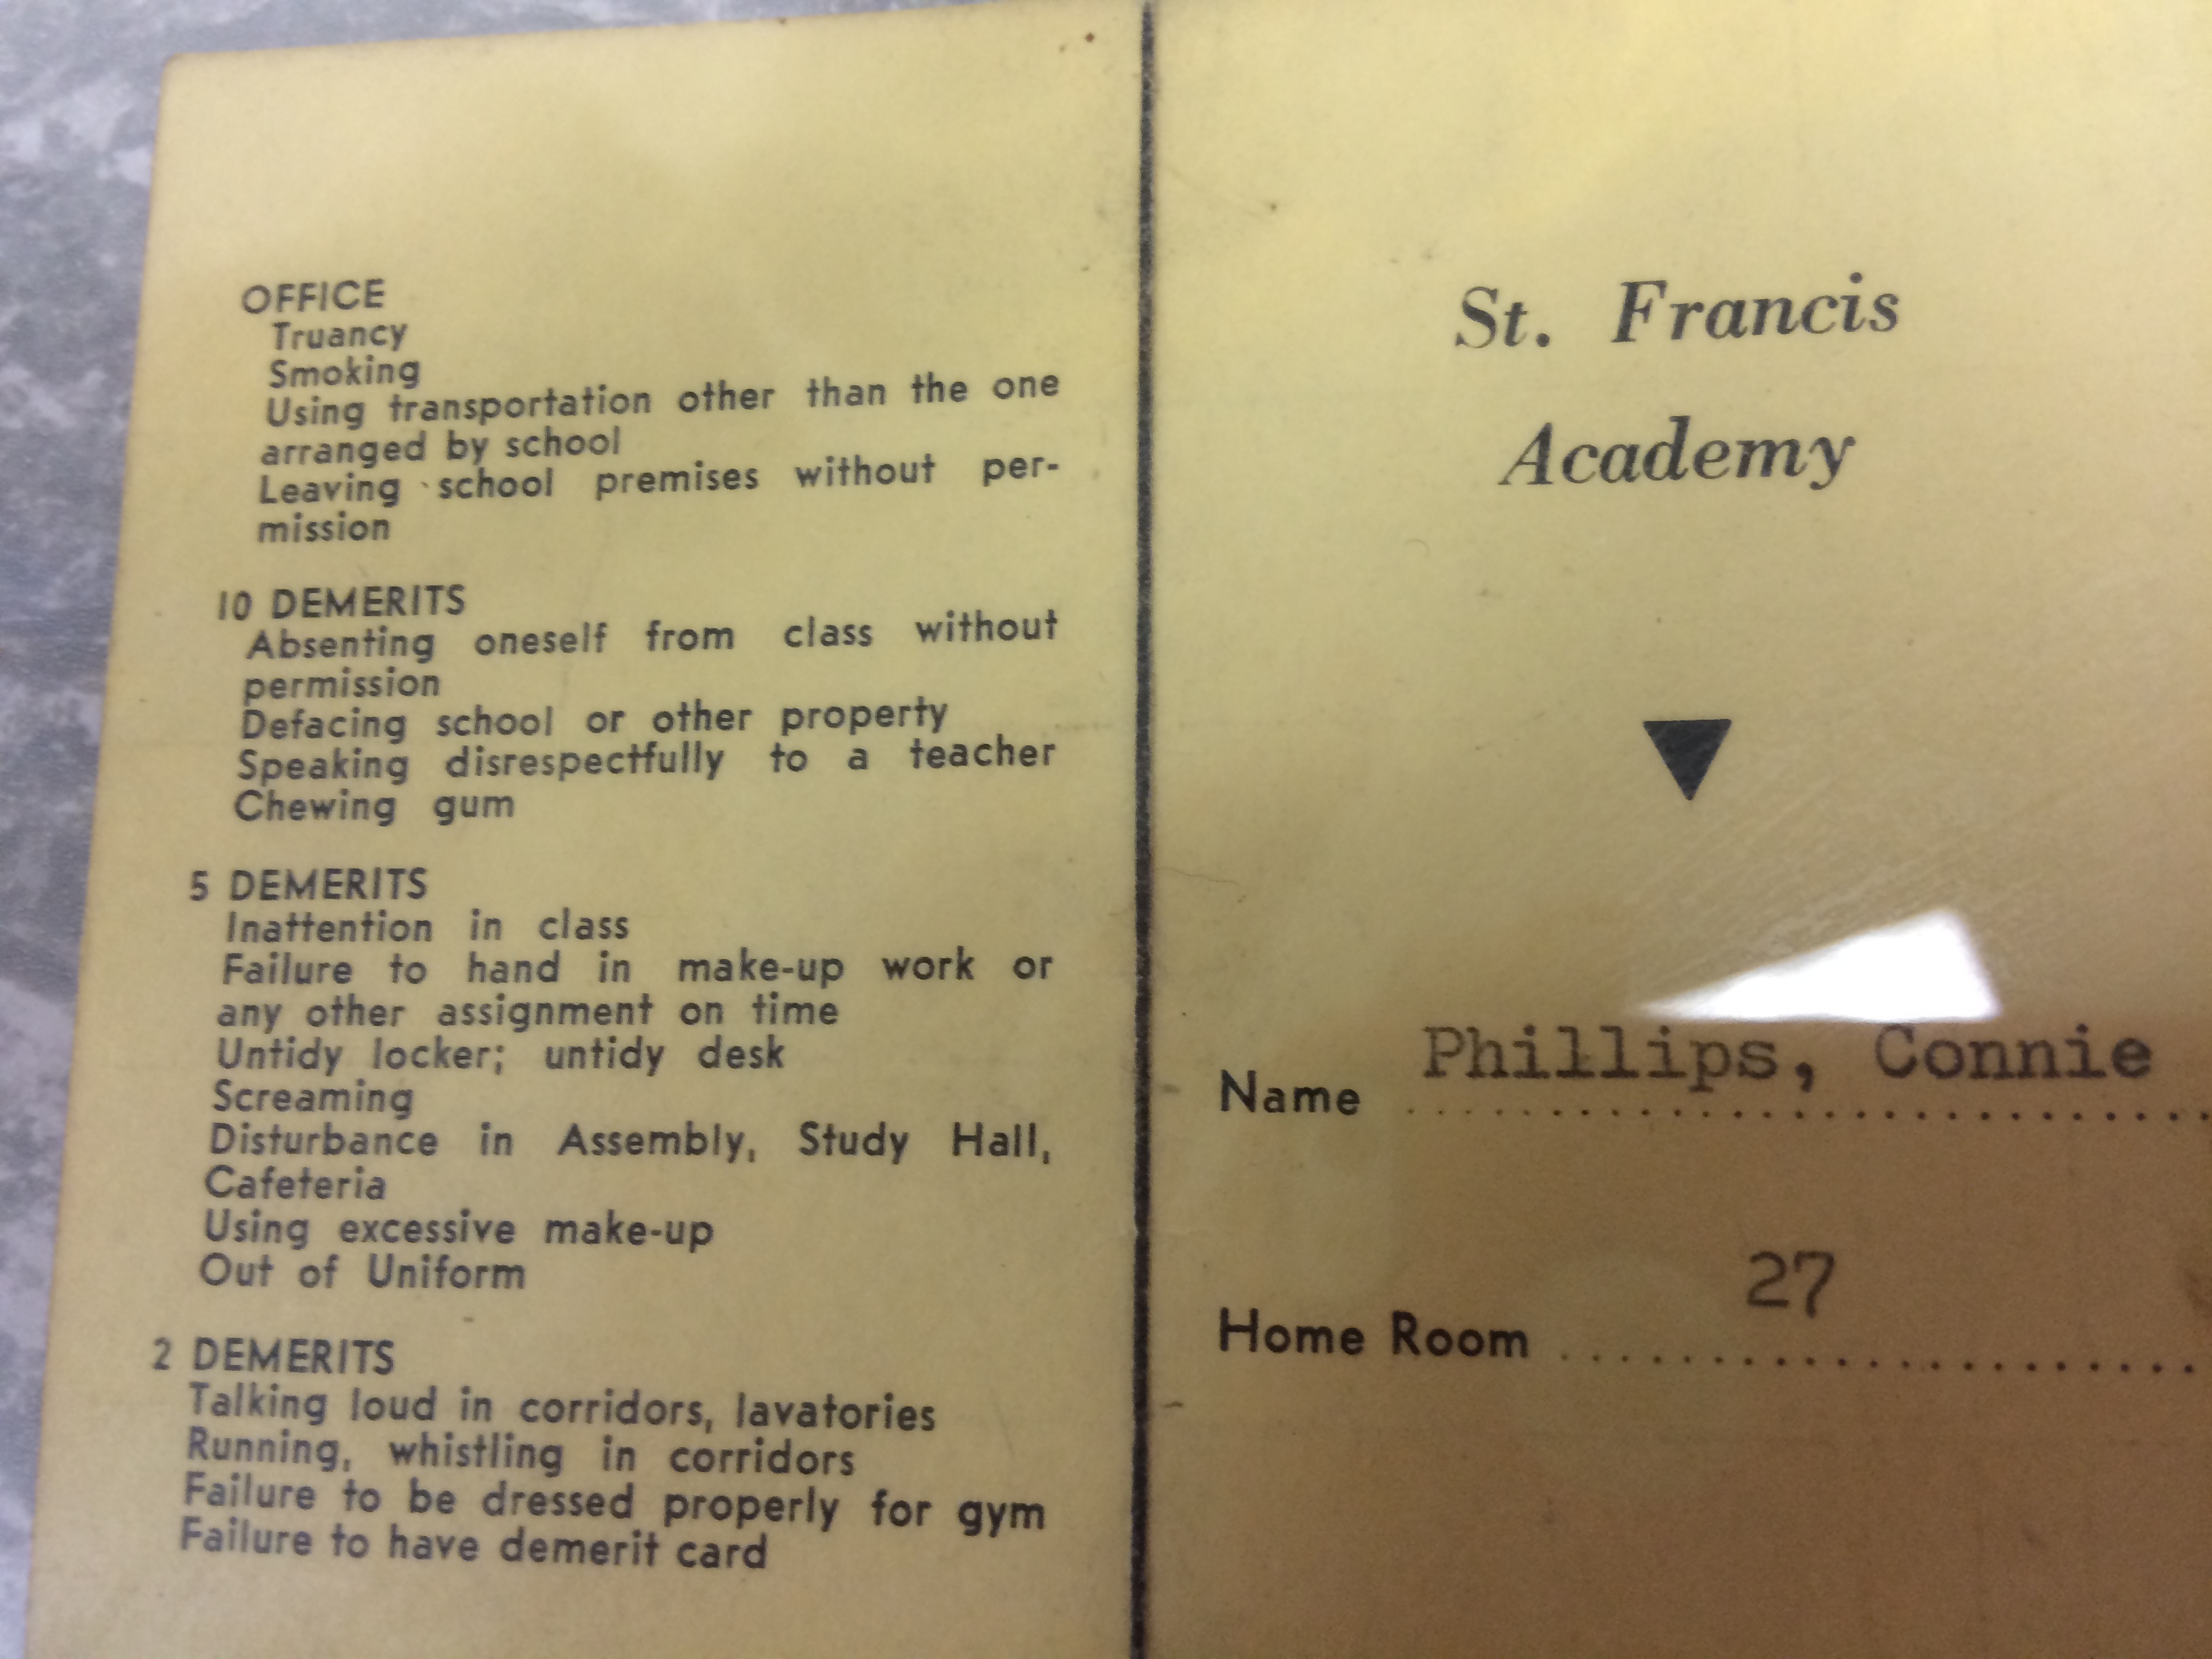 OFFICE
Truancy
Smoking
Using transportation other than the one
arranged by school
Leaving school premises without per-
mission
10 DEMERITS
Absenting oneself from class without
permission
Defacing school or other property
Speaking disrespectfully to a teacher
Chewing gum
5 DEMERITS
Inattention in class
Failure to hand in make-up work or
any other assignment on time
Untidy locker; untidy desk
Screaming
Disturbance in Assembly, Study Hall,
Cafeteria
Using excessive make-up
Out of Uniform
2 DEMERITS
Talking loud in corridors, lavatories
Running, whistling in corridors
Failure to be dressed properly for gym
Failure to have demerit card
St. Francis
Academy
Name Phillips, Connie
Home Room 27